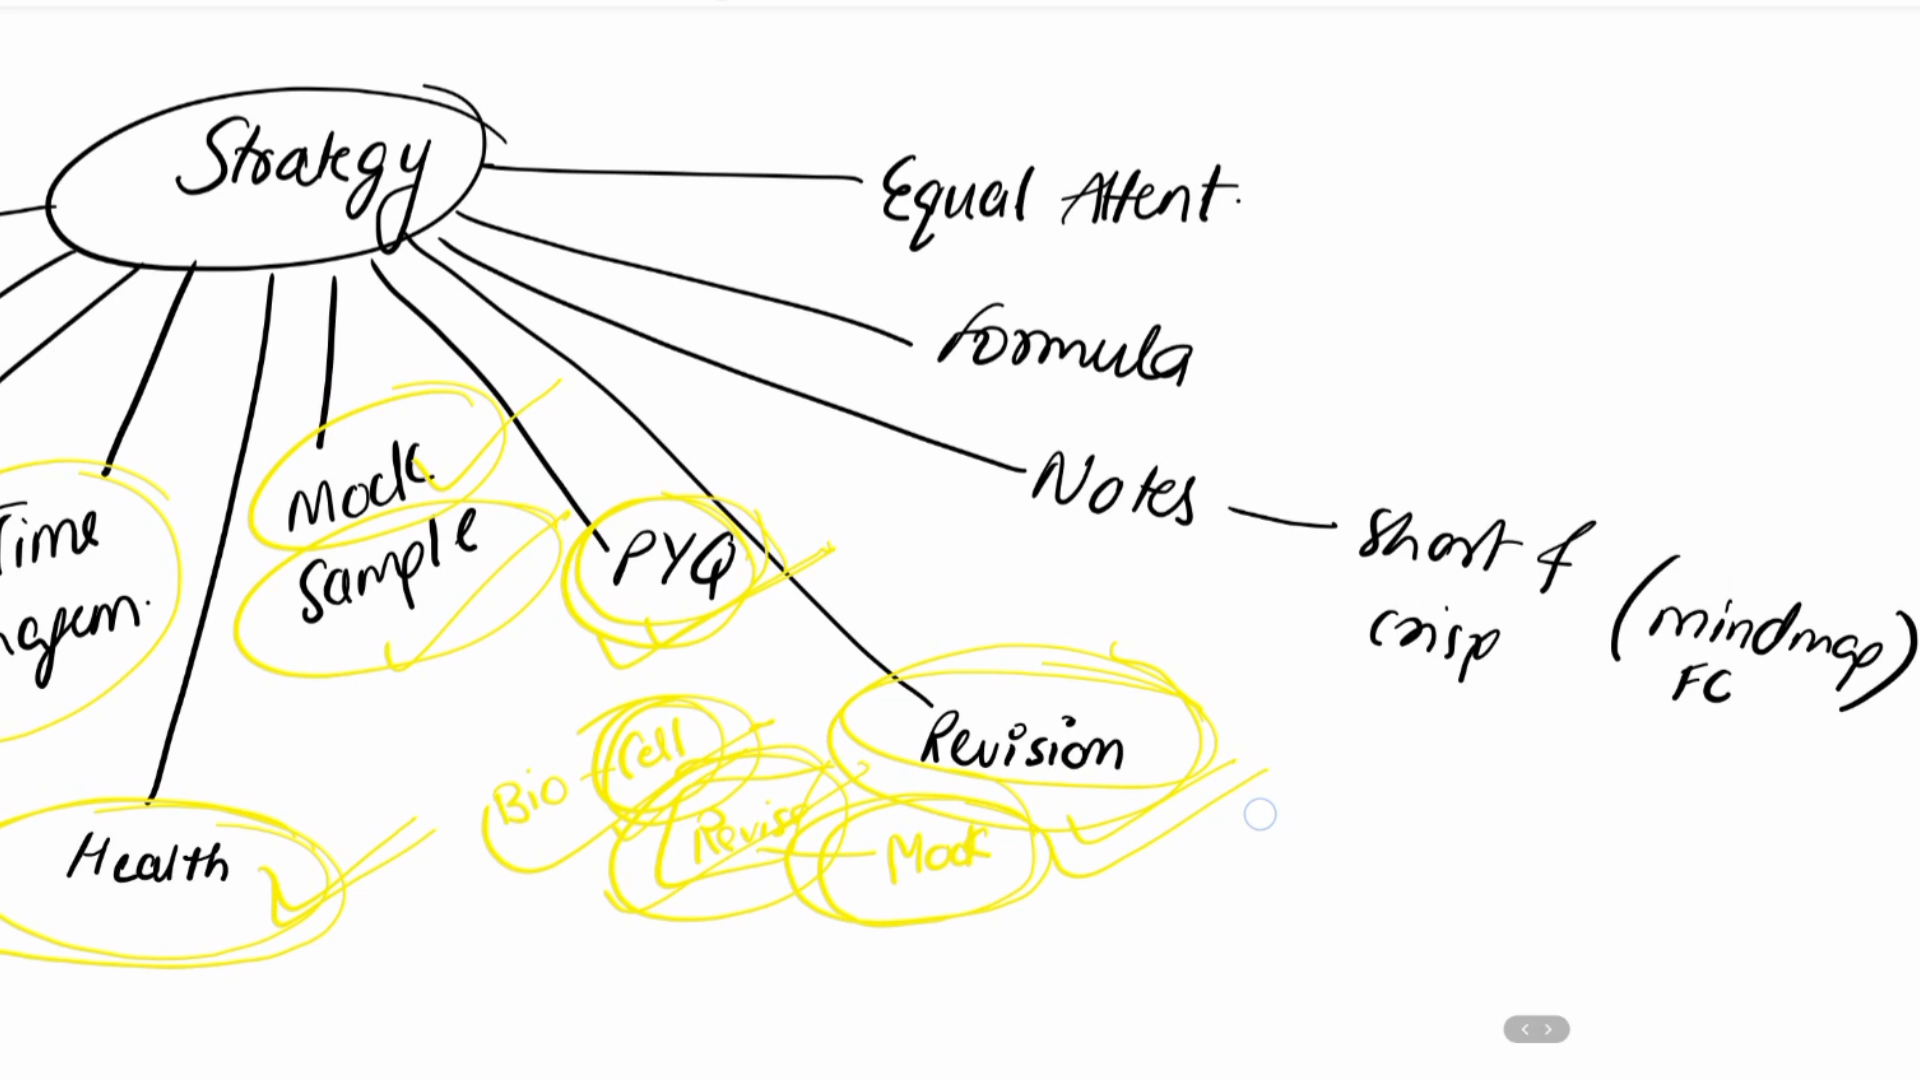 Strategy
Equal Attent.
formula
Notes
Short &
crisp
(mindmap)
FC
Mock
Sample
PYQ
Time
Revision
Bio
Cell
Revise
Mock
Health